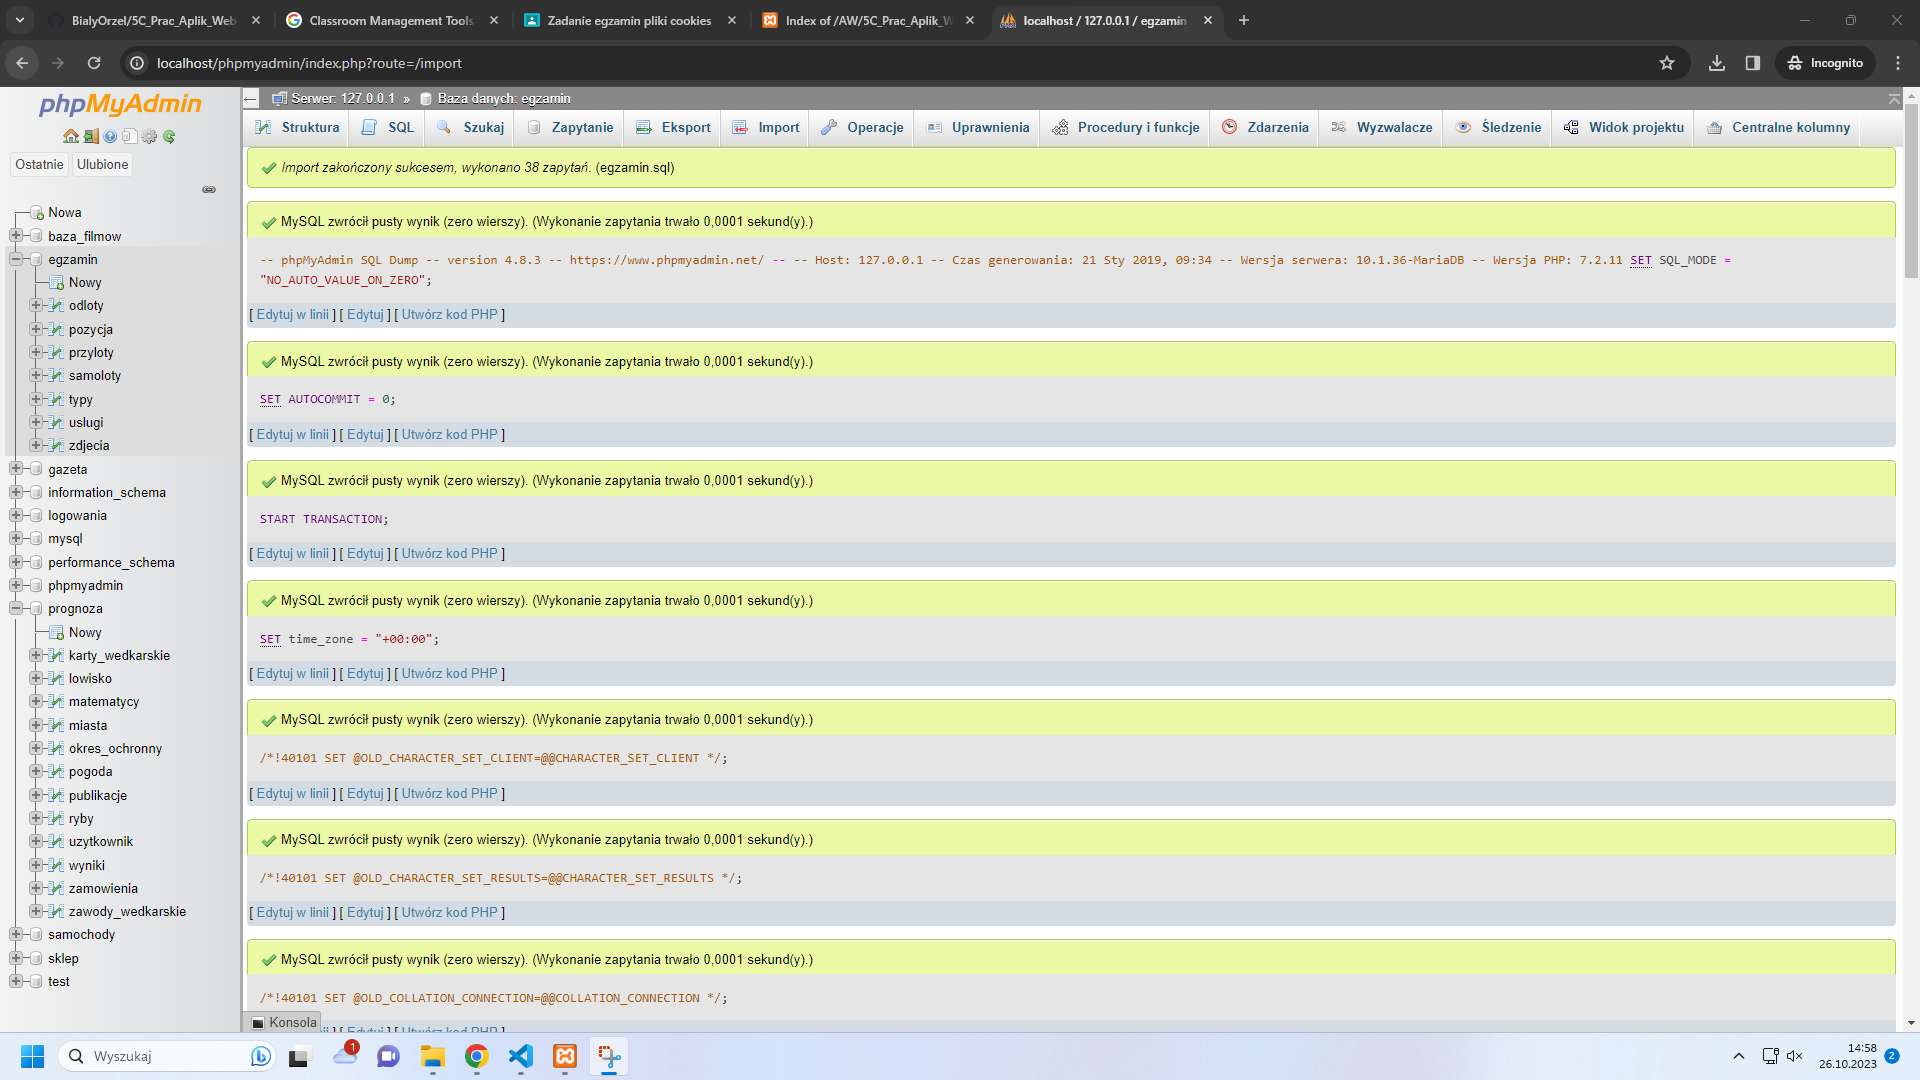 BialyOrzel/5C_Prac_Aplik_Web
Classroom Management Tools
Zadanie egzamin pliki cookies
Index of /AW/5C_Prac_Aplik_W
localhost / 127.0.0.1 / egzamin
localhost/phpmyadmin/index.php?route=/import
Incognito
phpMyAdmin
Ostatnie
Ulubione
Nowa
baza_filmow
egzamin
Nowy
odloty
pozycja
przyloty
samoloty
typy
uslugi
zdjecia
gazeta
information_schema
logowania
mysql
performance_schema
phpmyadmin
prognoza
Nowy
karty_wedkarskie
lowisko
matematycy
miasta
okres_ochronny
pogoda
publikacje
ryby
uzytkownik
wyniki
zamowienia
zawody_wedkarskie
samochody
sklep
test
Serwer: 127.0.0.1 » Baza danych: egzamin
Struktura
SQL
Szukaj
Zapytanie
Eksport
Import
Operacje
Uprawnienia
Procedury i funkcje
Zdarzenia
Wyzwalacze
Śledzenie
Widok projektu
Centralne kolumny
Import zakończony sukcesem, wykonano 38 zapytań. (egzamin.sql)
MySQL zwrócił pusty wynik (zero wierszy). (Wykonanie zapytania trwało 0,0001 sekund(y).)
-- phpMyAdmin SQL Dump -- version 4.8.3 -- https://www.phpmyadmin.net/ -- -- Host: 127.0.0.1 -- Czas generowania: 21 Sty 2019, 09:34 -- Wersja serwera: 10.1.36-MariaDB -- Wersja PHP: 7.2.11 SET SQL_MODE =
"NO_AUTO_VALUE_ON_ZERO";
[ Edytuj w linii ] [ Edytuj ] [ Utwórz kod PHP ]
MySQL zwrócił pusty wynik (zero wierszy). (Wykonanie zapytania trwało 0,0001 sekund(y).)
SET AUTOCOMMIT = 0;
[ Edytuj w linii ] [ Edytuj ] [ Utwórz kod PHP ]
MySQL zwrócił pusty wynik (zero wierszy). (Wykonanie zapytania trwało 0,0001 sekund(y).)
START TRANSACTION;
[ Edytuj w linii ] [ Edytuj ] [ Utwórz kod PHP ]
MySQL zwrócił pusty wynik (zero wierszy). (Wykonanie zapytania trwało 0,0001 sekund(y).)
SET time_zone = "+00:00";
[ Edytuj w linii ] [ Edytuj ] [ Utwórz kod PHP ]
MySQL zwrócił pusty wynik (zero wierszy). (Wykonanie zapytania trwało 0,0001 sekund(y).)
/*!40101 SET @OLD_CHARACTER_SET_CLIENT=@@CHARACTER_SET_CLIENT */;
[ Edytuj w linii ] [ Edytuj ] [ Utwórz kod PHP ]
MySQL zwrócił pusty wynik (zero wierszy). (Wykonanie zapytania trwało 0,0001 sekund(y).)
/*!40101 SET @OLD_CHARACTER_SET_RESULTS=@@CHARACTER_SET_RESULTS */;
[ Edytuj w linii ] [ Edytuj ] [ Utwórz kod PHP ]
MySQL zwrócił pusty wynik (zero wierszy). (Wykonanie zapytania trwało 0,0001 sekund(y).)
/*!40101 SET @OLD_COLLATION_CONNECTION=@@COLLATION_CONNECTION */;
Konsola
] [ Edytuj ] [ Utwórz kod PHP ]
Wyszukaj
1
14:58
26.10.2023
2